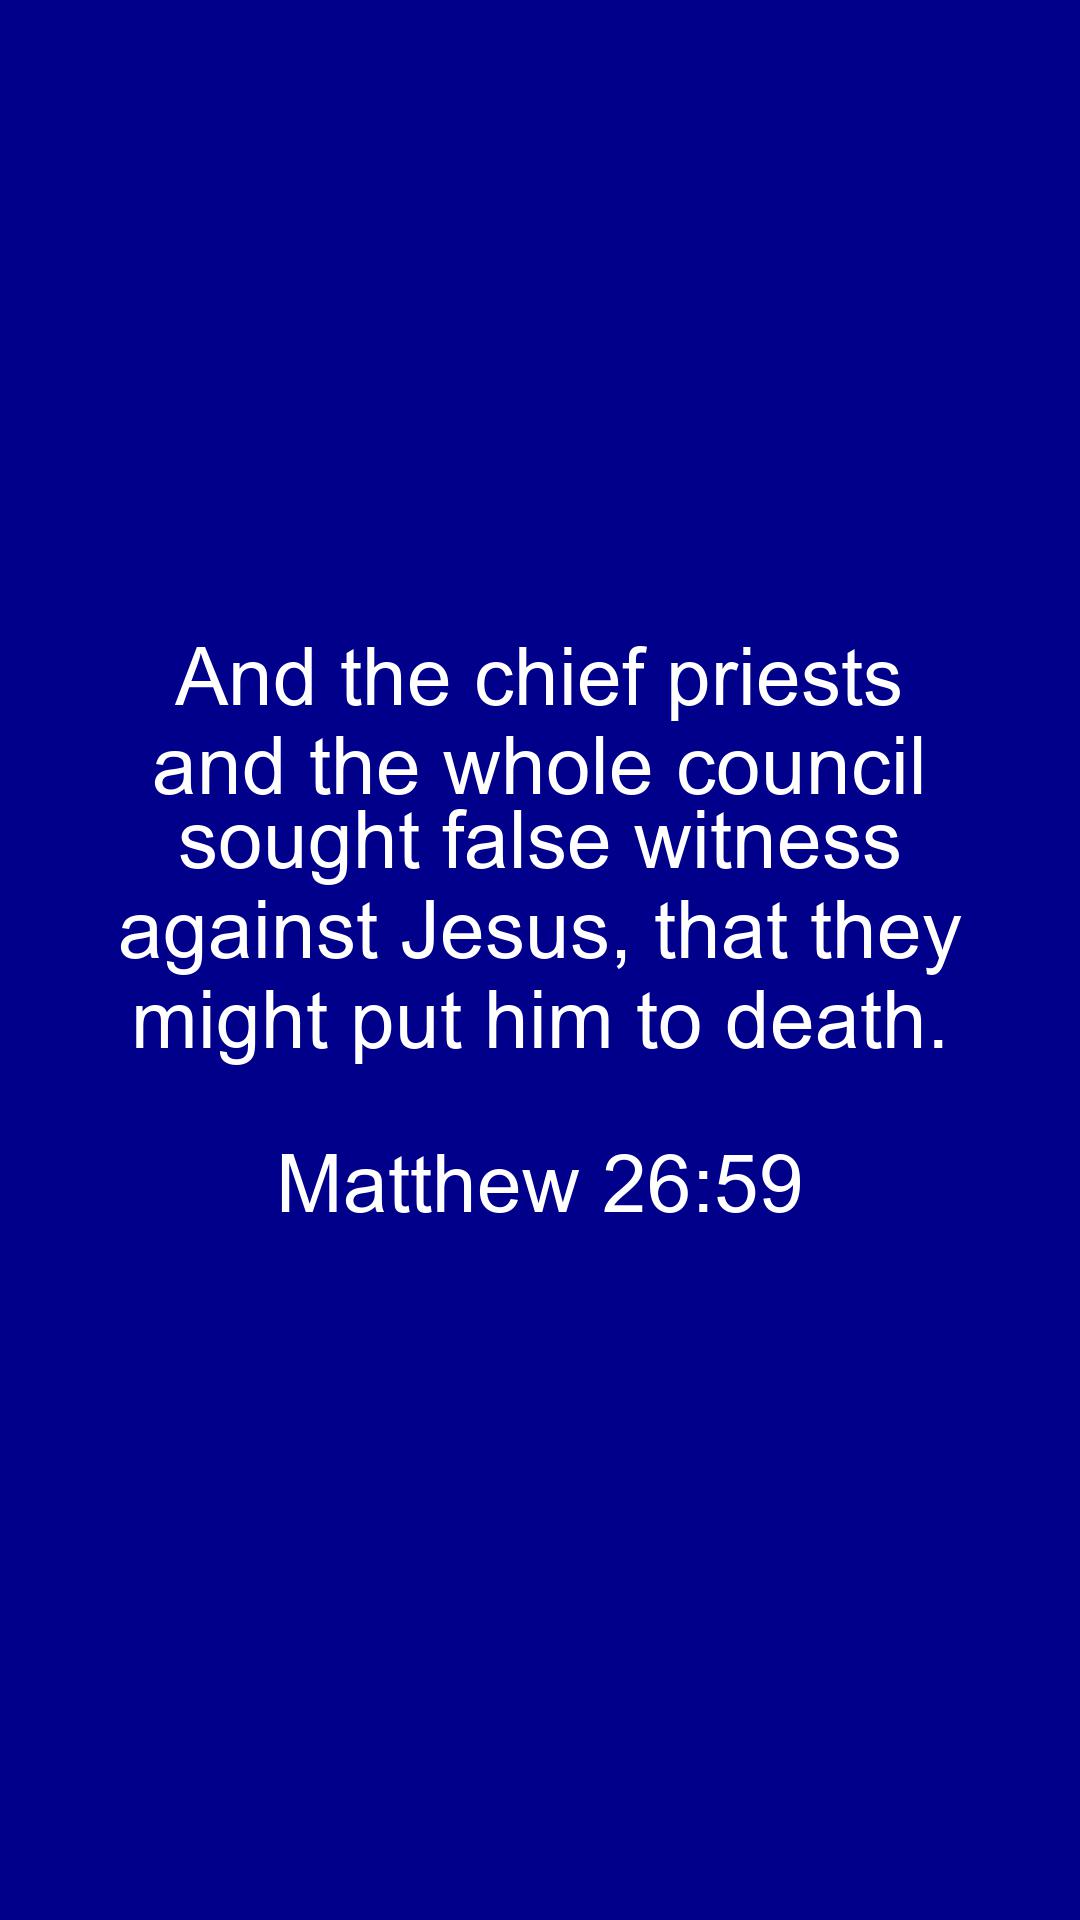 And the chief priests
and the whole council
sought false witness
against Jesus, that they
might put him to death.
Matthew 26:59